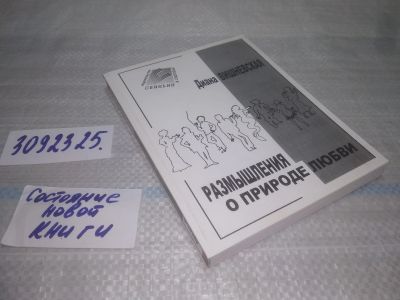 3092325.
Состояние
новой
книги
Диана ВИШНЕВСКАЯ
РАЗМЫШЛЕНИЯ
О ПРИРОДЕ ЛЮБВИ